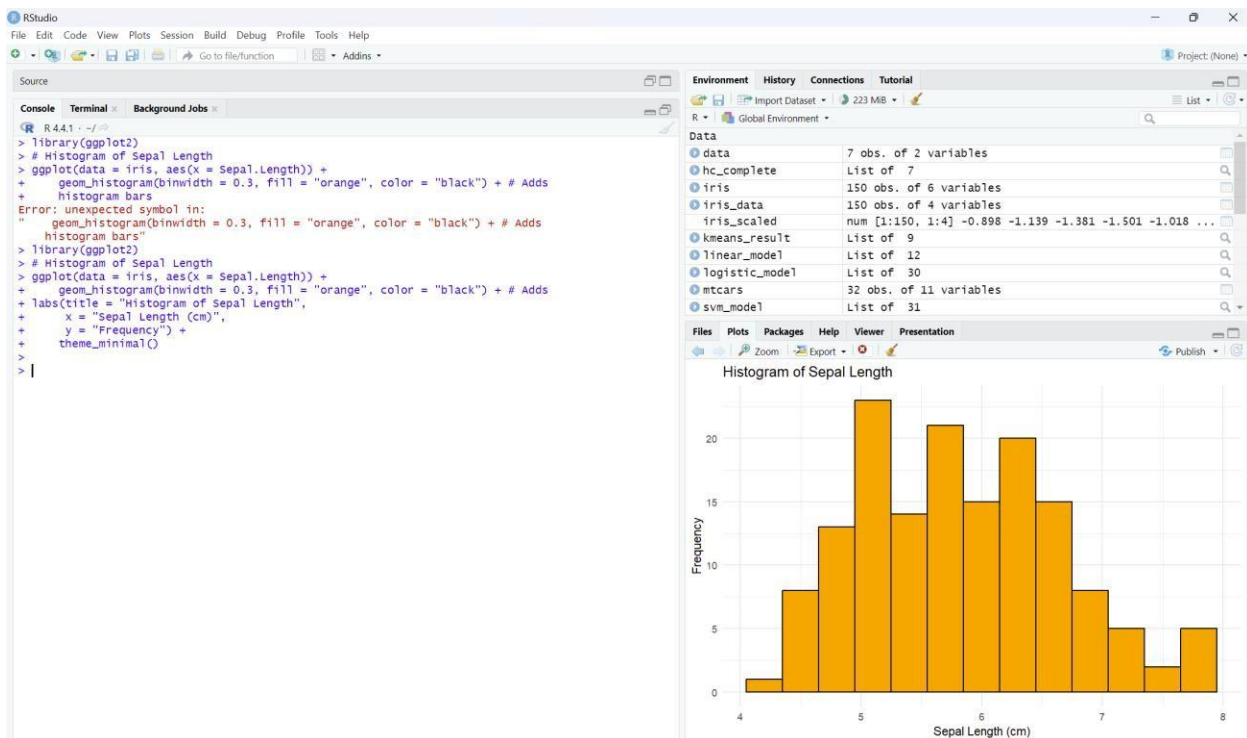 RStudio
File Edit Code View Plots Session Build Debug Profile Tools Help
Go to file/function Addins Project: (None)
Source
Console Terminal Background Jobs
R 4.4.1 · ~/
> library(ggplot2)
> # Histogram of Sepal Length
> ggplot(data = iris, aes(x = Sepal.Length)) +
+     geom_histogram(binwidth = 0.3, fill = "orange", color = "black") + # Adds
+     histogram bars
Error: unexpected symbol in:
"    geom_histogram(binwidth = 0.3, fill = "orange", color = "black") + # Adds
    histogram bars"
> library(ggplot2)
> # Histogram of Sepal Length
> ggplot(data = iris, aes(x = Sepal.Length)) +
+     geom_histogram(binwidth = 0.3, fill = "orange", color = "black") + # Adds
+ labs(title = "Histogram of Sepal Length",
+      x = "Sepal Length (cm)",
+      y = "Frequency") +
+     theme_minimal()
>
>
Environment History Connections Tutorial
Import Dataset 223 MiB List
R Global Environment
Data
data 7 obs. of 2 variables
hc_complete List of 7
iris 150 obs. of 6 variables
iris_data 150 obs. of 4 variables
iris_scaled num [1:150, 1:4] -0.898 -1.139 -1.381 -1.501 -1.018 ...
kmeans_result List of 9
linear_model List of 12
logistic_model List of 30
mtcars 32 obs. of 11 variables
svm_model List of 31
Files Plots Packages Help Viewer Presentation
Zoom Export Publish
Histogram of Sepal Length
20
15
10
5
0
Frequency
4 5 6 7 8
Sepal Length (cm)